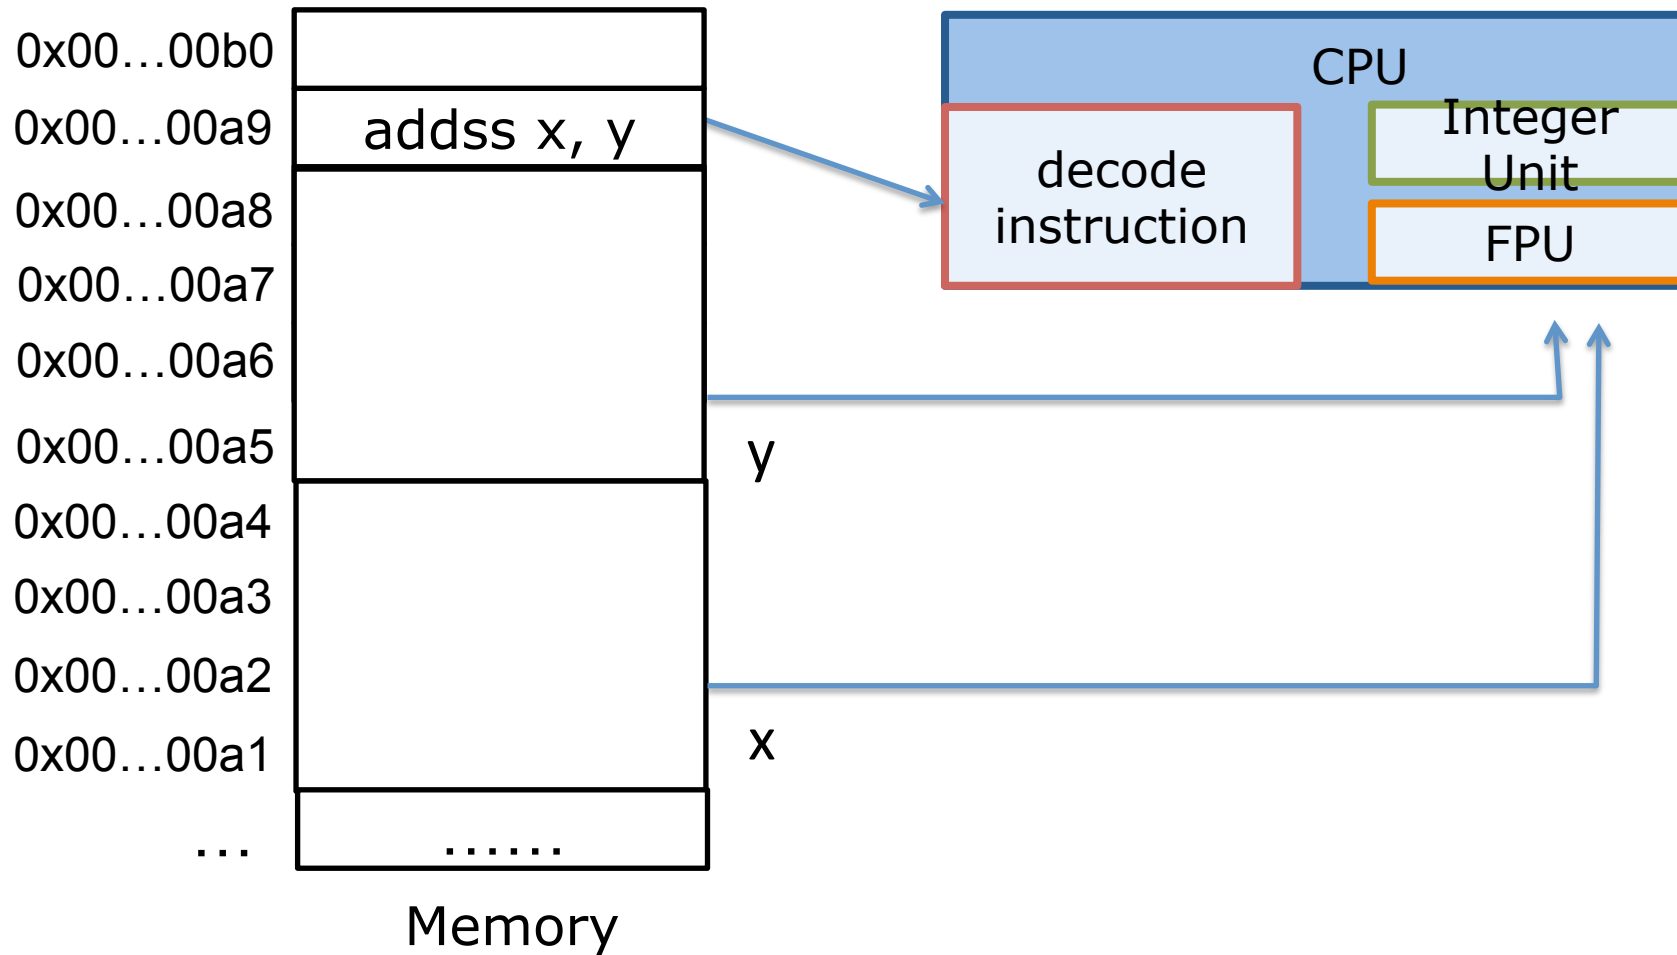 0x00…00b0
0x00…00a9
addss x, y
0x00…00a8
0x00…00a7
0x00…00a6
0x00…00a5
y
0x00…00a4
0x00…00a3
0x00…00a2
0x00…00a1
x
…
......
Memory
CPU
decode
instruction
Integer
Unit
FPU